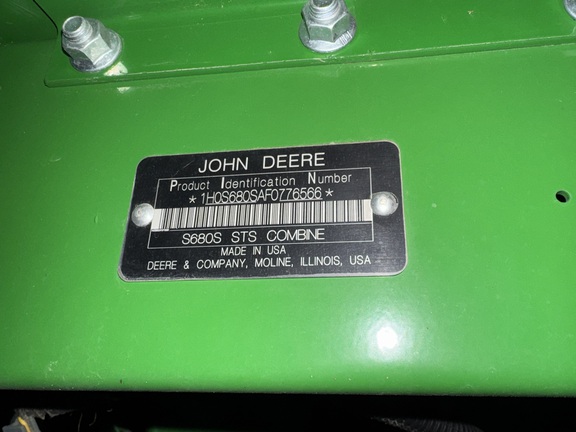 JOHN DEERE
Product Identification Number
*1H0S680SAF0776566*
S680S STS COMBINE
MADE IN USA
DEERE & COMPANY, MOLINE, ILLINOIS, USA